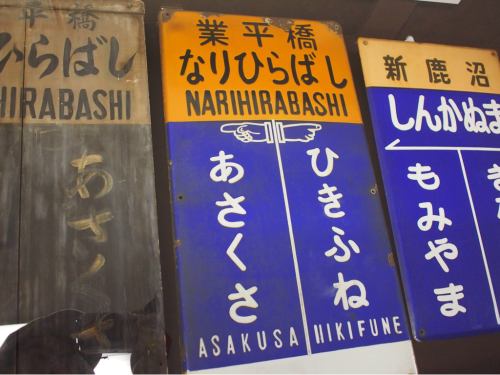 平橋
ひらばし
HIRABASHI
あさくさ
業平橋
なりひらばし
NARIHIRABASHI
あさくさ
ひきふね
ASAKUSA
HIKIFUNE
新鹿沼
しんかぬま
もみやま